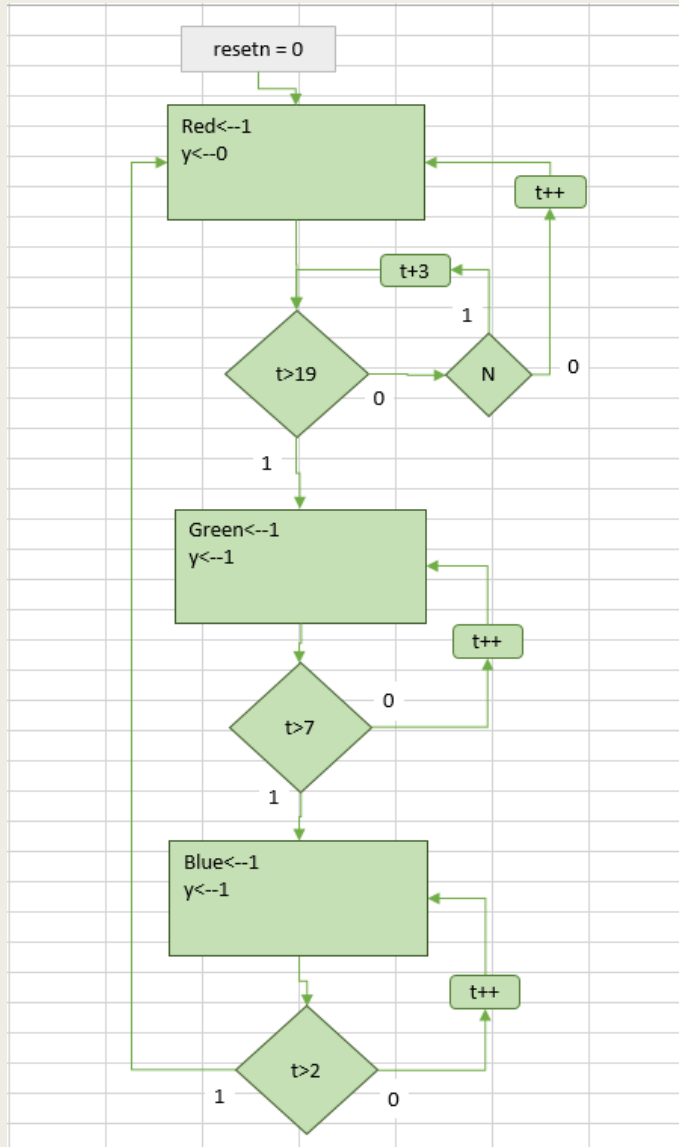 resetn = 0
Red<--1
y<--0
t++
t+3
1
t>19
N
0
0
1
Green<--1
y<--1
t++
0
t>7
1
Blue<--1
y<--1
t++
t>2
1
0